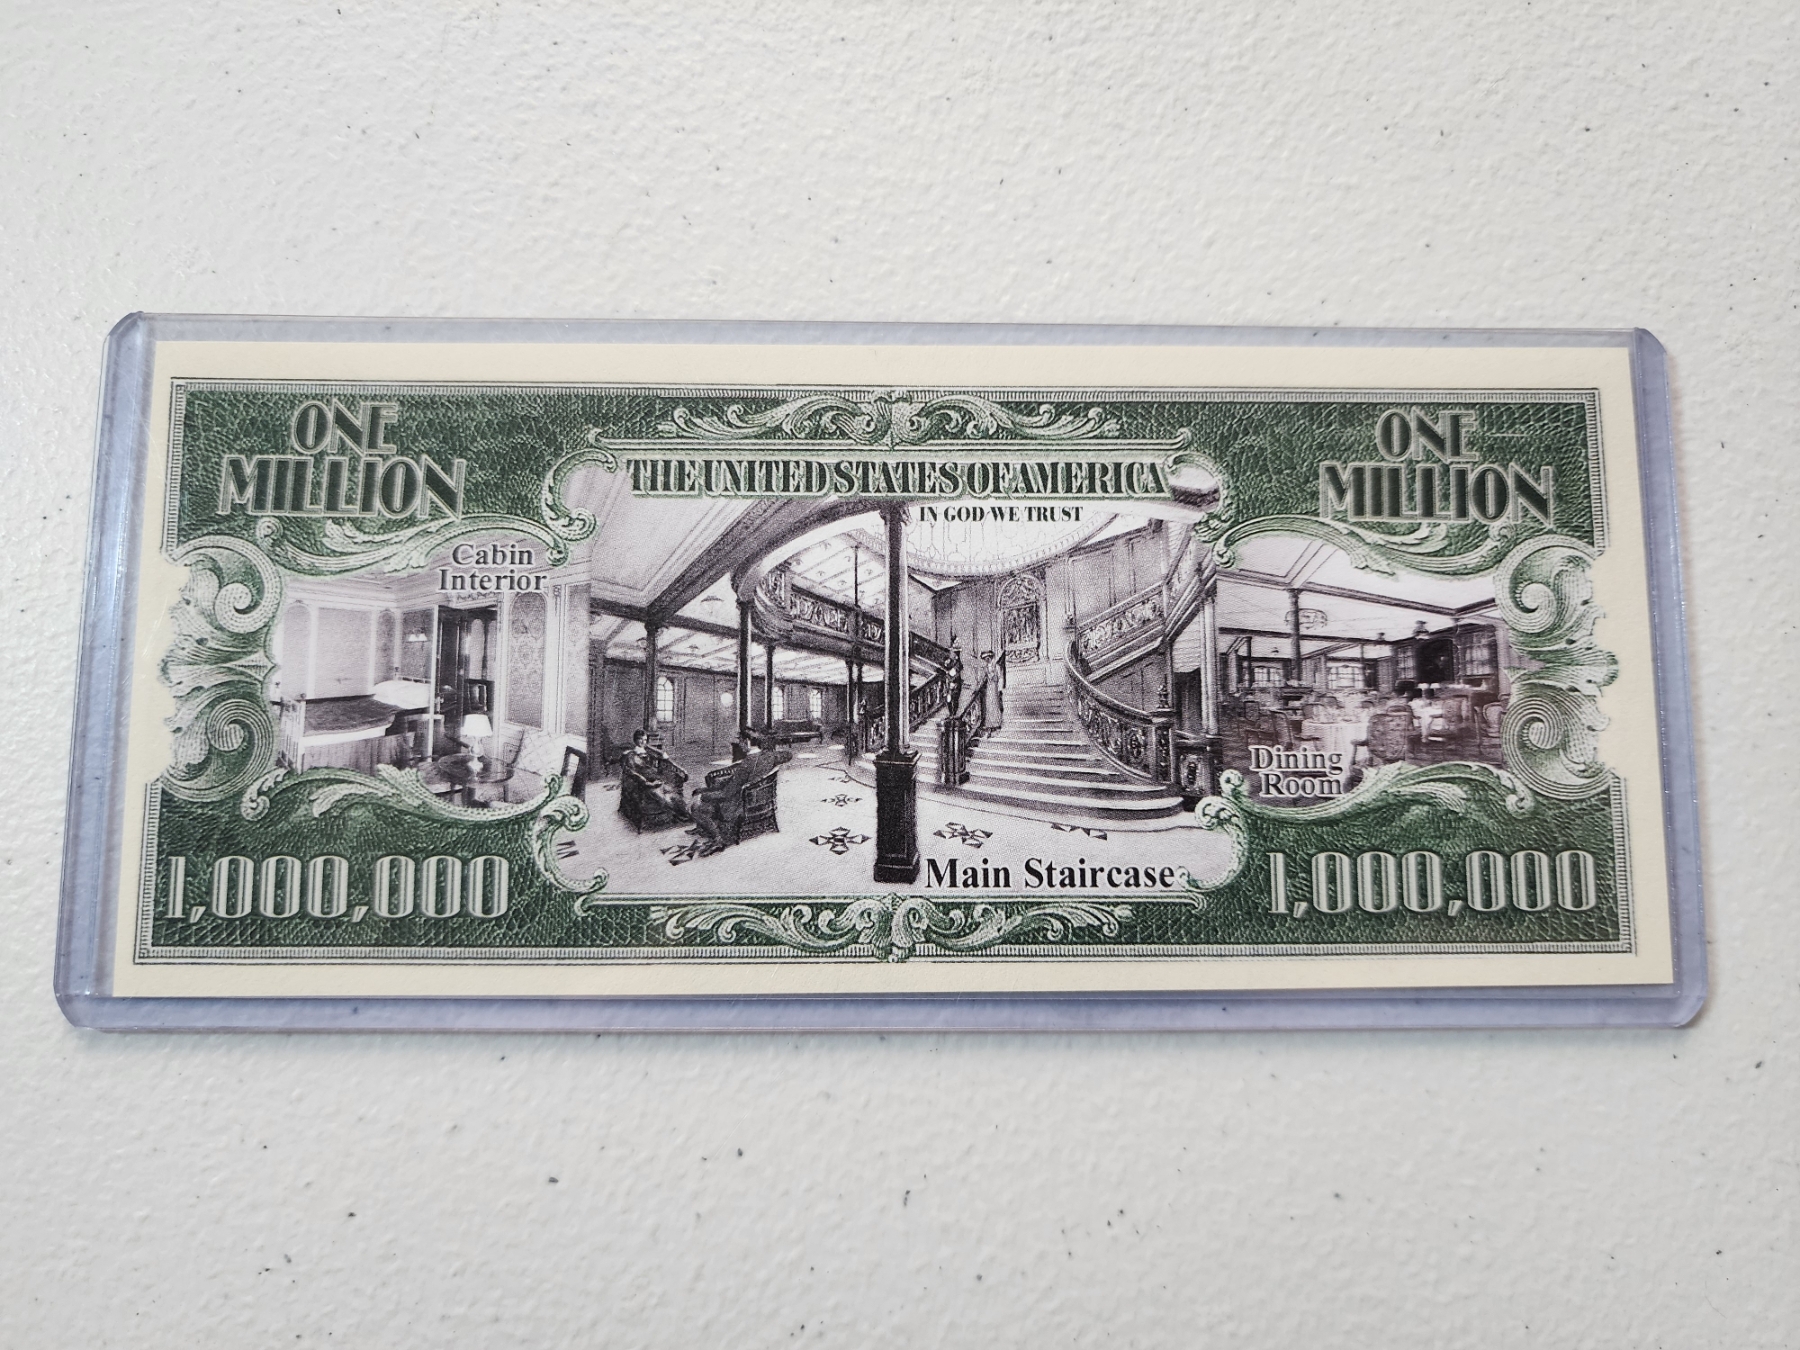 ONE
MILLION
THE UNITED STATES OF AMERICA
IN GOD WE TRUST
ONE
MILLION
Cabin
Interior
Dining
Room
Main Staircase
1,000,000
1,000,000